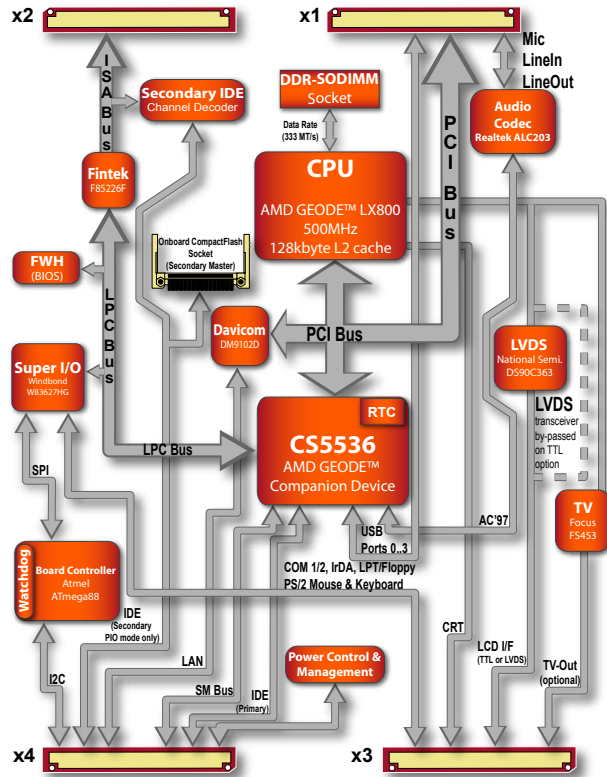 x2
x1
ISA Bus
Secondary IDE
Channel Decoder
DDR-SODIMM
Socket
Mic
LineIn
LineOut
Data Rate
(333 MT/s)
PCI Bus
Audio
Codec
Realtek ALC203
Fintek
F85226F
CPU
AMD GEODE™ LX800
500MHz
128kbyte L2 cache
Onboard CompactFlash
Socket
(Secondary Master)
FWH
(BIOS)
LPC Bus
Davicom
DM9102D
PCI Bus
LVDS
National Semi.
DS90C363
Super I/O
Windbond
W83627HG
LVDS
transceiver
by-passed
on TTL
option
RTC
CS5536
AMD GEODE™
Companion Device
LPC Bus
SPI
TV
Focus
FS453
USB
Ports 0..3
AC'97
Watchdog
Board Controller
Atmel
ATmega88
COM 1/2, IrDA, LPT/Floppy
PS/2 Mouse & Keyboard
IDE
(Secondary
PIO mode only)
CRT
LAN
Power Control &
Management
LCD I/F
(TTL or LVDS)
I2C
SM Bus
IDE
(Primary)
TV-Out
(optional)
x4
x3